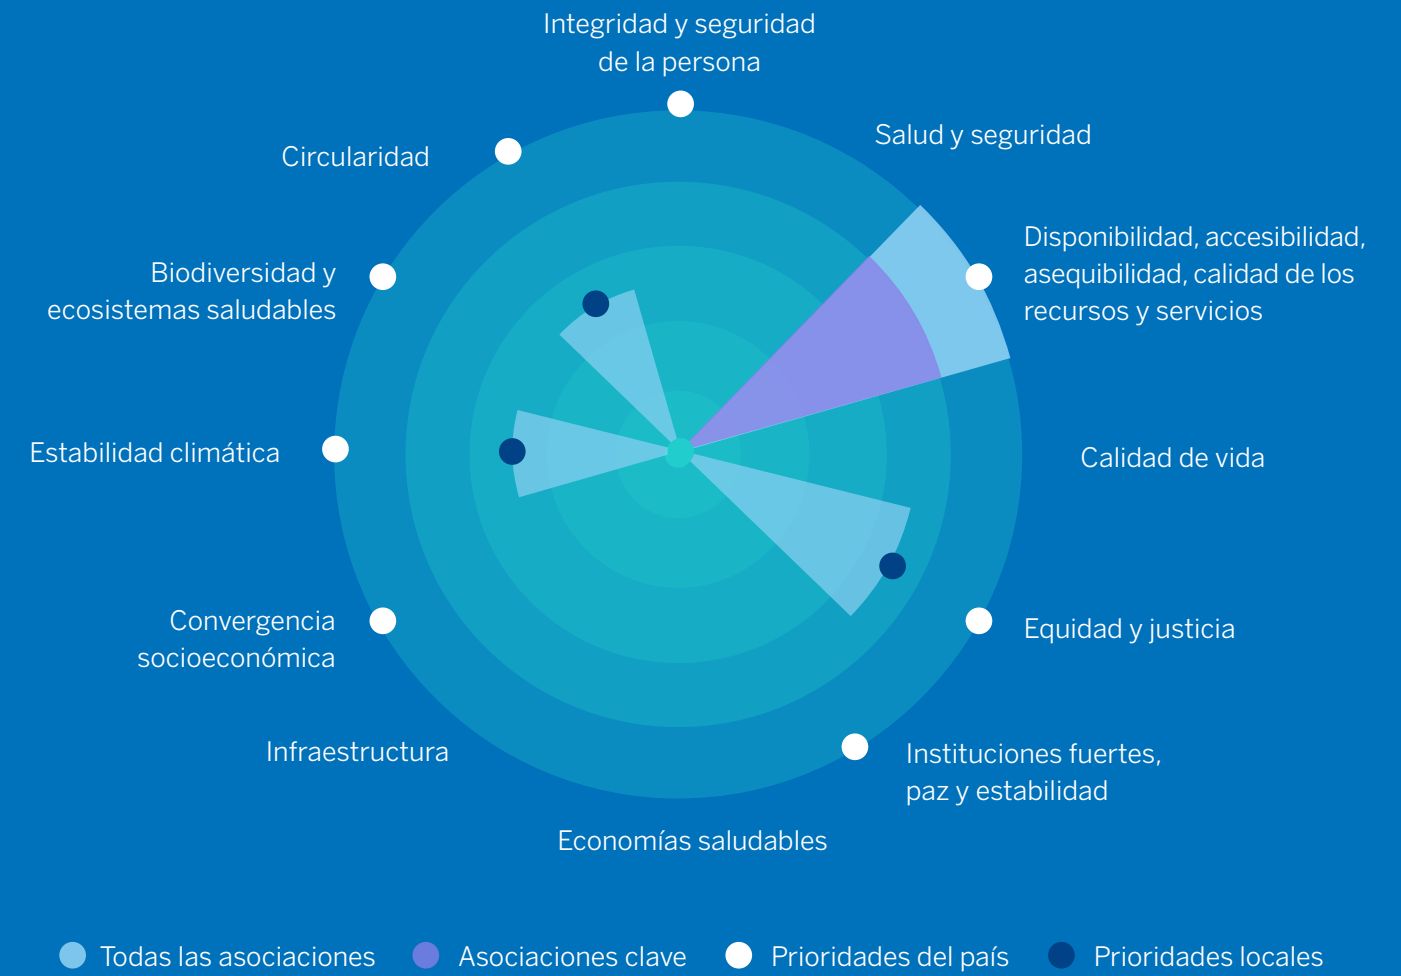 Integridad y seguridad
de la persona
Salud y seguridad
Disponibilidad, accesibilidad,
asequibilidad, calidad de los
recursos y servicios
Calidad de vida
Equidad y justicia
Instituciones fuertes,
paz y estabilidad
Economías saludables
Infraestructura
Convergencia
socioeconómica
Estabilidad climática
Biodiversidad y
ecosistemas saludables
Circularidad
Todas las asociaciones
Asociaciones clave
Prioridades del país
Prioridades locales